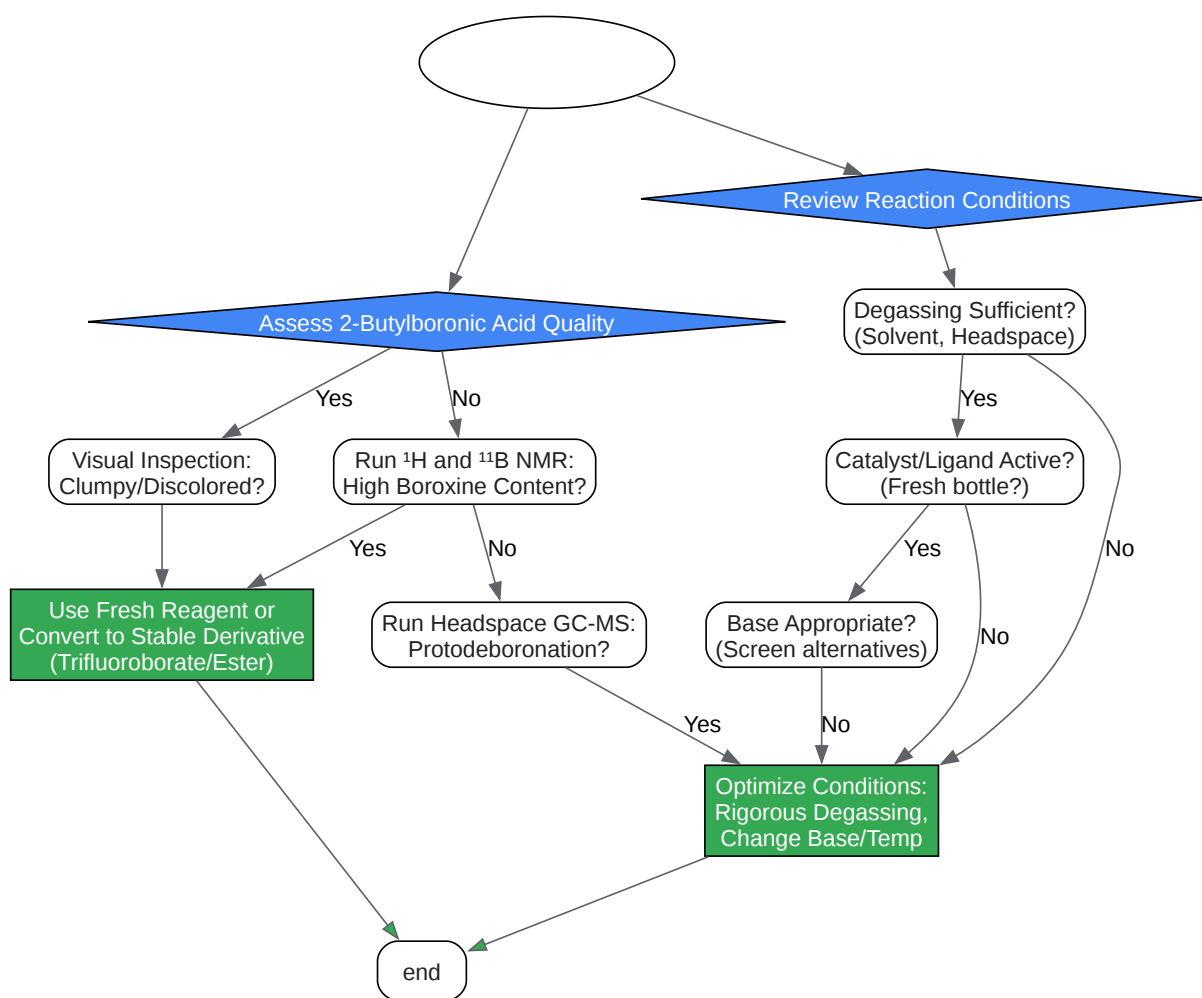 Review Reaction Conditions
Assess 2-Butylboronic Acid Quality
Degassing Sufficient?
(Solvent, Headspace)
Yes
No
Yes
Visual Inspection:
Clumpy/Discolored?
Run ¹H and ¹¹B NMR:
High Boroxine Content?
Catalyst/Ligand Active?
(Fresh bottle?)
Yes
No
Yes
No
Use Fresh Reagent or
Convert to Stable Derivative
(Trifluoroborate/Ester)
Run Headspace GC-MS:
Protodeboronation?
Base Appropriate?
(Screen alternatives)
No
Yes
No
Optimize Conditions:
Rigorous Degassing,
Change Base/Temp
end